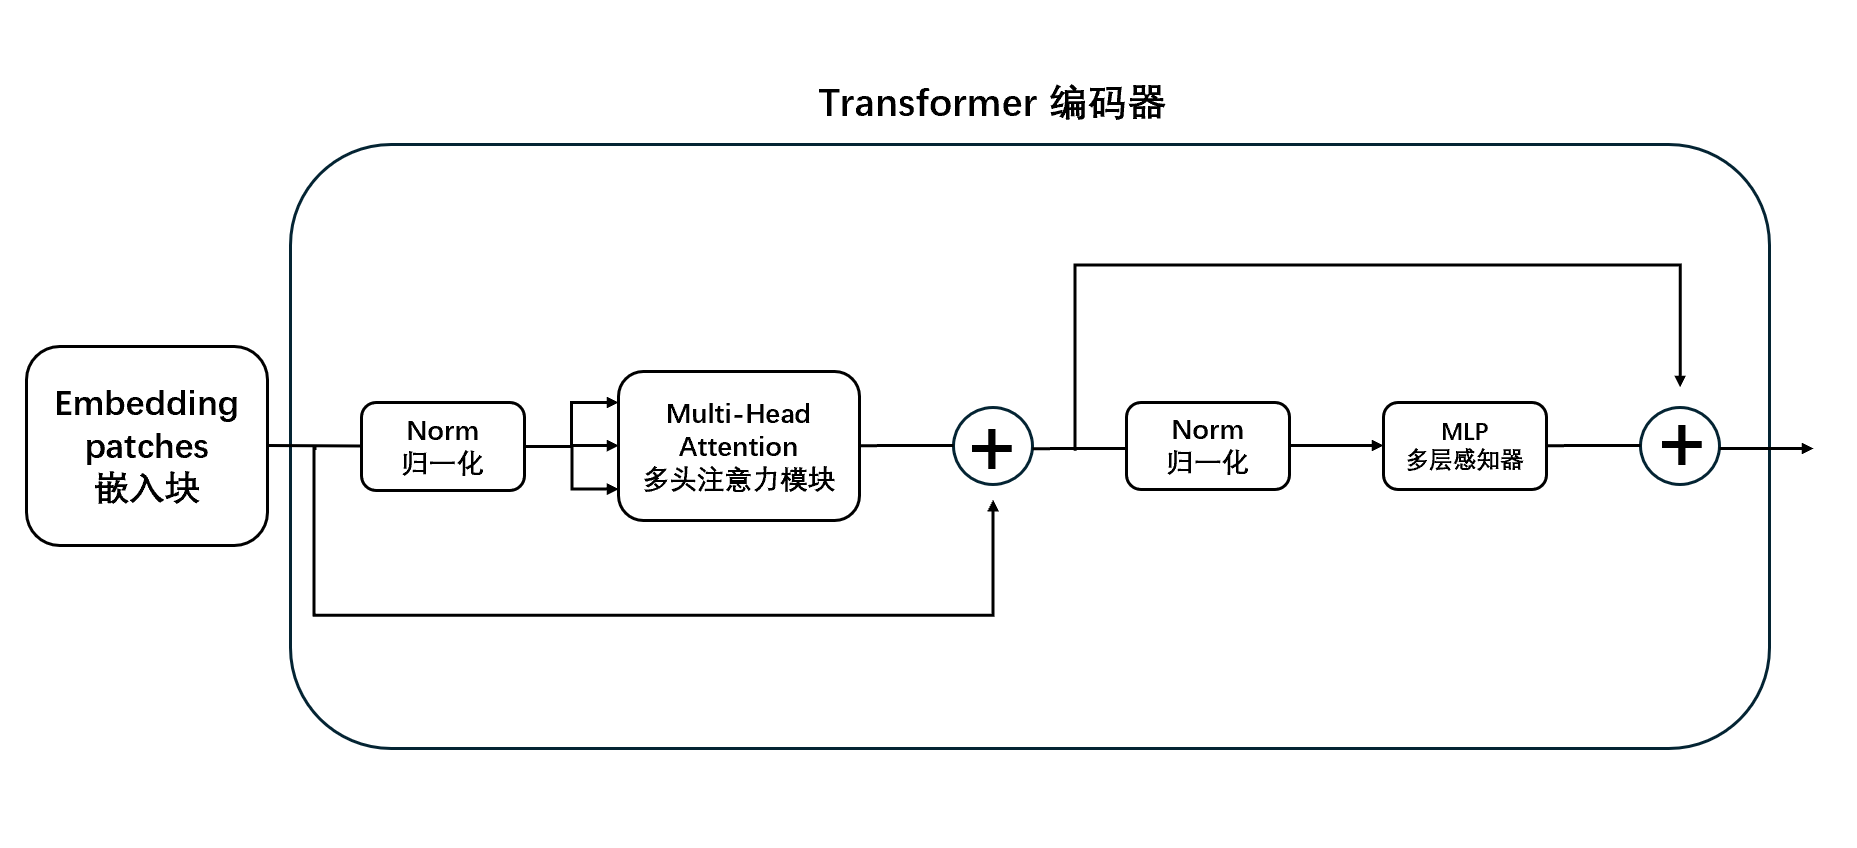 Transformer 编码器
Embedding
patches
嵌入块
Norm
归一化
Multi-Head
Attention
多头注意力模块
+
Norm
归一化
MLP
多层感知器
+